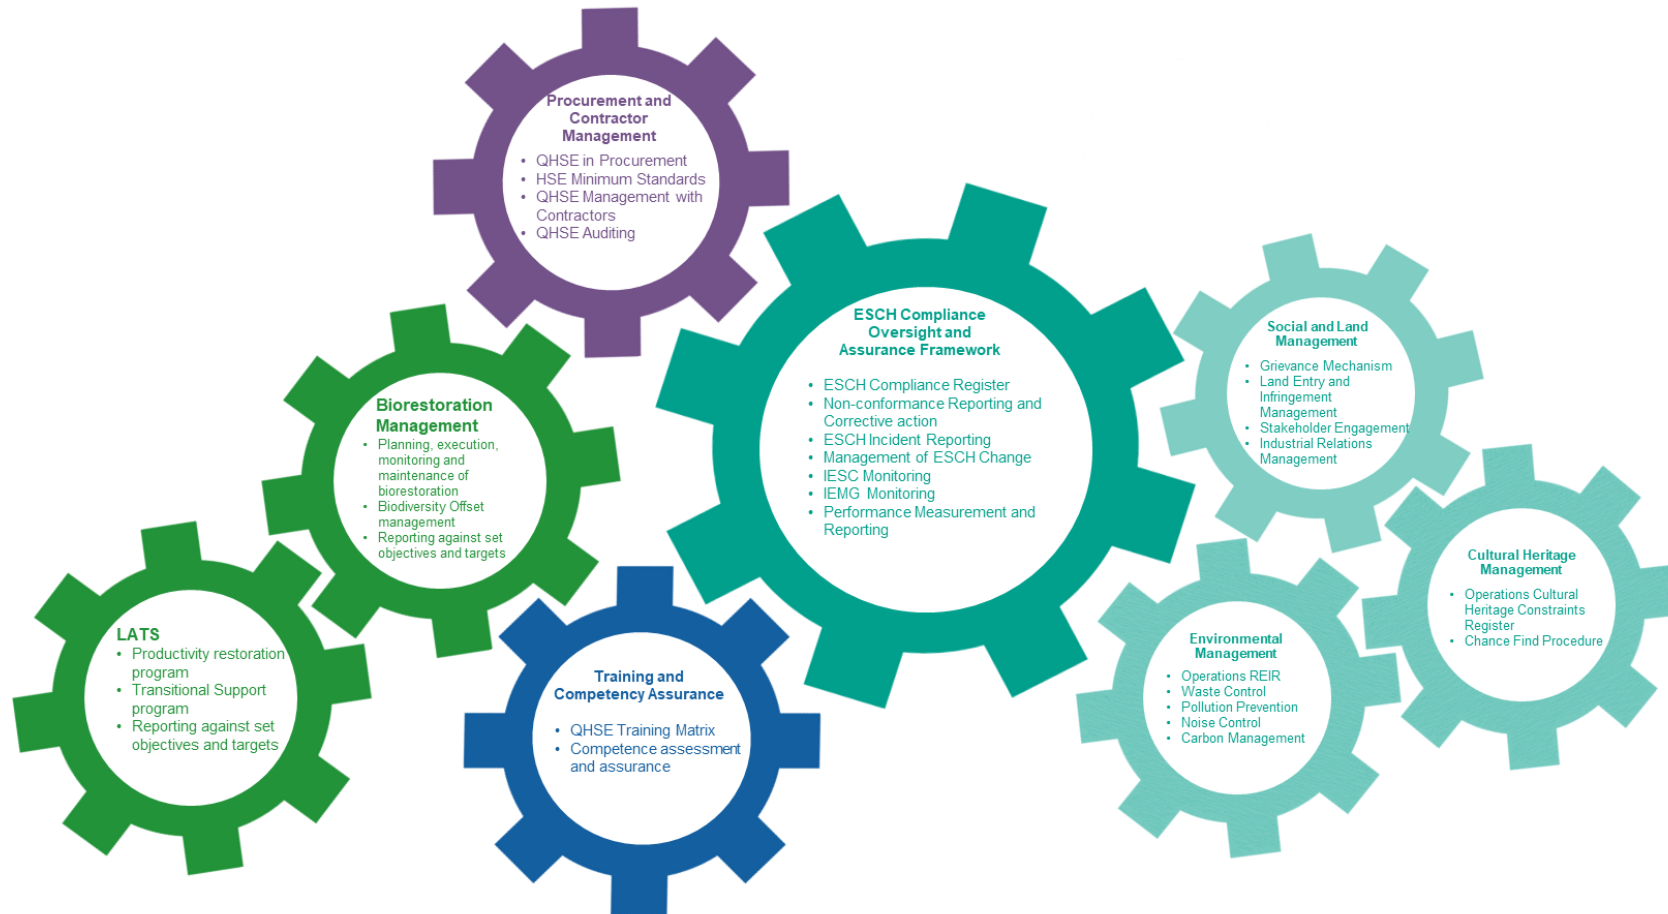 Procurement and
Contractor
Management
• QHSE in Procurement
• HSE Minimum Standards
• QHSE Management with
Contractors
• QHSE Auditing
ESCH Compliance
Oversight and
Assurance Framework
• ESCH Compliance Register
• Non-conformance Reporting and
Corrective action
• ESCH Incident Reporting
• Management of ESCH Change
• IESC Monitoring
• IEMG Monitoring
• Performance Measurement and
Reporting
Social and Land
Management
• Grievance Mechanism
• Land Entry and
Infringement
Management
• Stakeholder Engagement
• Industrial Relations
Management
Biorestoration
Management
• Planning, execution,
monitoring and
maintenance of
biorestoration
• Biodiversity Offset
management
• Reporting against set
objectives and targets
Cultural Heritage
Management
• Operations Cultural
Heritage Constraints
Register
• Chance Find Procedure
LATS
• Productivity restoration
program
• Transitional Support
program
• Reporting against set
objectives and targets
Training and
Competency Assurance
• QHSE Training Matrix
• Competence assessment
and assurance
Environmental
Management
• Operations REIR
• Waste Control
• Pollution Prevention
• Noise Control
• Carbon Management